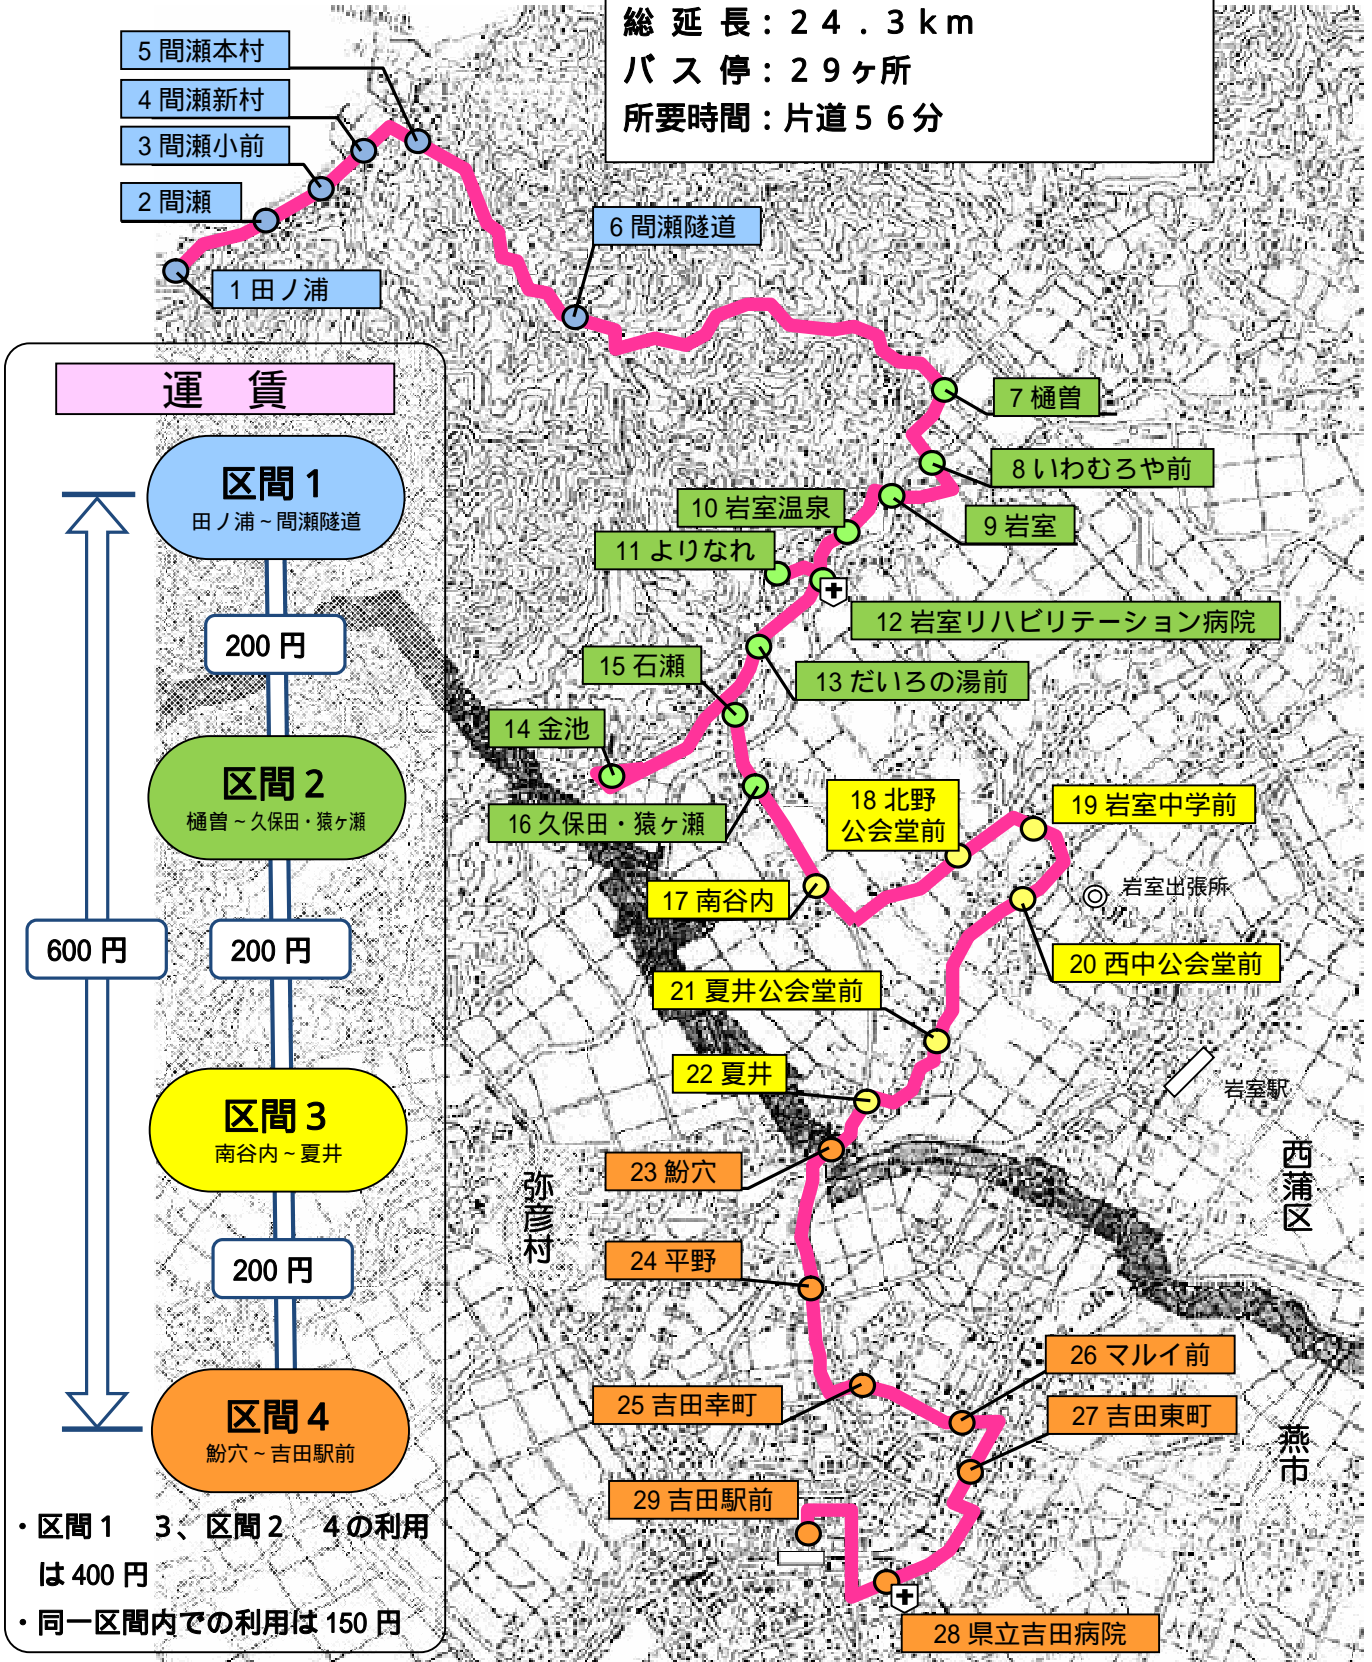 総延長：２４．３ｋｍ
バス停：２９ヶ所
所要時間：片道５６分
5 間瀬本村
4 間瀬新村
3 間瀬小前
2 間瀬
1 田ノ浦
6 間瀬隧道
7 樋曽
8 いわむろや前
9 岩室
10 岩室温泉
11 よりなれ
12 岩室リハビリテーション病院
13 だいろの湯前
15 石瀬
14 金池
16 久保田・猿ヶ瀬
17 南谷内
18 北野
公会堂前
19 岩室中学前
岩室出張所
20 西中公会堂前
21 夏井公会堂前
22 夏井
岩室駅
23 鮒穴
24 平野
25 吉田幸町
26 マルイ前
27 吉田東町
29 吉田駅前
28 県立吉田病院
弥彦村
西蒲区
燕市
運 賃
区間１
田ノ浦～間瀬隧道
200 円
区間２
樋曽～久保田・猿ヶ瀬
600 円
200 円
区間３
南谷内～夏井
200 円
区間４
鮒穴～吉田駅前
・区間１　３、区間２　４の利用
は 400 円
・同一区間内での利用は 150 円